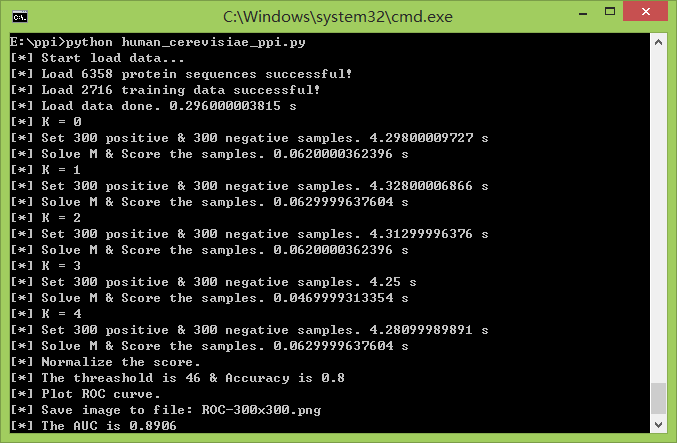 C:\Windows\system32\cmd.exe
E:\ppi>python human_cerevisiae_ppi.py
[*] Start load data...
[*] Load 6358 protein sequences successful!
[*] Load 2716 training data successful!
[*] Load data done. 0.296000003815 s
[*] K = 0
[*] Set 300 positive & 300 negative samples. 4.29800009727 s
[*] Solve M & Score the samples. 0.0620000362396 s
[*] K = 1
[*] Set 300 positive & 300 negative samples. 4.32800006866 s
[*] Solve M & Score the samples. 0.0629999637604 s
[*] K = 2
[*] Set 300 positive & 300 negative samples. 4.31299996376 s
[*] Solve M & Score the samples. 0.0620000362396 s
[*] K = 3
[*] Set 300 positive & 300 negative samples. 4.25 s
[*] Solve M & Score the samples. 0.0469999313354 s
[*] K = 4
[*] Set 300 positive & 300 negative samples. 4.28099989891 s
[*] Solve M & Score the samples. 0.0629999637604 s
[*] Normalize the score.
[*] The threashold is 46 & Accuracy is 0.8
[*] Plot ROC curve.
[*] Save image to file: ROC-300x300.png
[*] The AUC is 0.8906